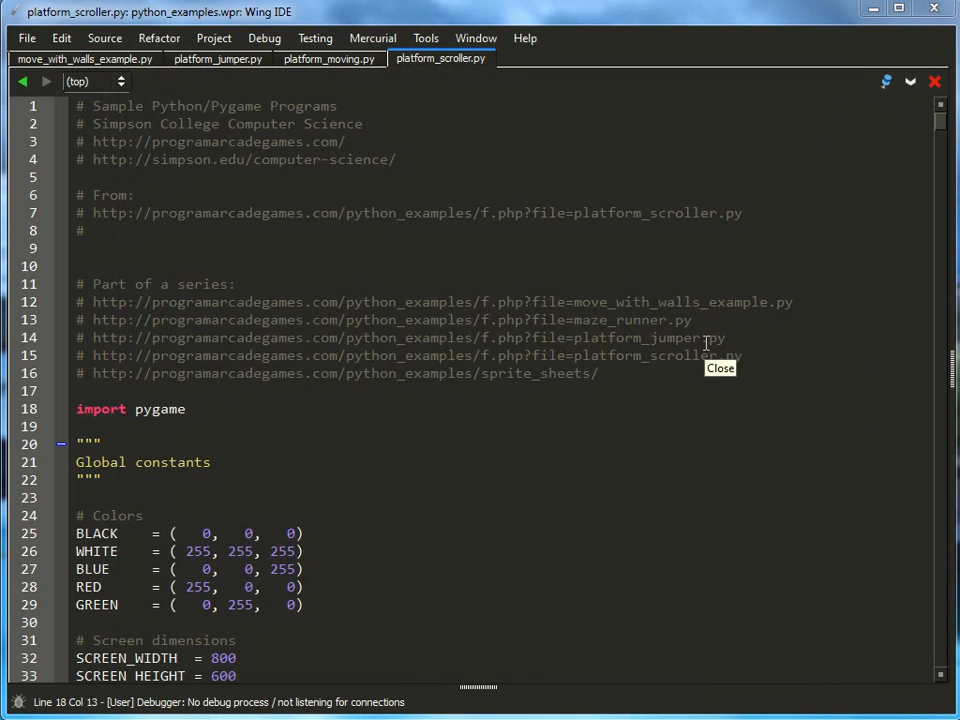 platform_scroller.py: python_examples.wpr: Wing IDE
File Edit Source Refactor Project Debug Testing Mercurial Tools Window Help
move_with_walls_example.py platform_jumper.py platform_moving.py platform_scroller.py
(top)
1 # Sample Python/Pygame Programs
2 # Simpson College Computer Science
3 # http://programarcadegames.com/
4 # http://simpson.edu/computer-science/
5
6 # From:
7 # http://programarcadegames.com/python_examples/f.php?file=platform_scroller.py
8 #
9
10
11 # Part of a series:
12 # http://programarcadegames.com/python_examples/f.php?file=move_with_walls_example.py
13 # http://programarcadegames.com/python_examples/f.php?file=maze_runner.py
14 # http://programarcadegames.com/python_examples/f.php?file=platform_jumper.py
15 # http://programarcadegames.com/python_examples/f.php?file=platform_scroller.py
Close
16 # http://programarcadegames.com/python_examples/sprite_sheets/
17
18 import pygame
19
20 """
21 Global constants
22 """
23
24 # Colors
25 BLACK = ( 0, 0, 0)
26 WHITE = ( 255, 255, 255)
27 BLUE = ( 0, 0, 255)
28 RED = ( 255, 0, 0)
29 GREEN = ( 0, 255, 0)
30
31 # Screen dimensions
32 SCREEN_WIDTH = 800
33 SCREEN_HEIGHT = 600
Line 18 Col 13 - [User] Debugger: No debug process / not listening for connections